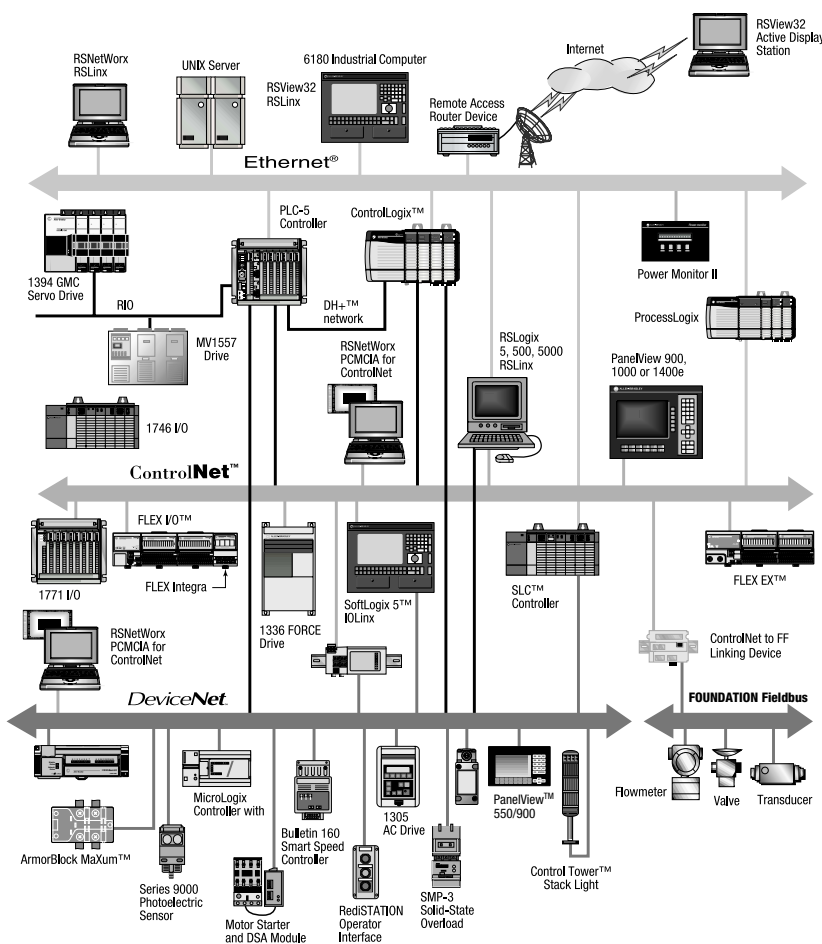 RSView32
Active Display
Station
Internet
6180 Industrial Computer
UNIX Server
RSNetWorx
RSLinx
RSView32
RSLinx
Remote Access
Router Device
Ethernet®
PLC-5
Controller
ControlLogix™
1394 GMC
Servo Drive
Power Monitor II
RIO
DH+™
network
ProcessLogix
MV1557
Drive
RSNetWorx
PCMCIA for
ControlNet
RSLogix
5, 500, 5000
RSLinx
PanelView 900,
1000 or 1400e
1746 I/O
ControlNet™
FLEX I/O™
1771 I/O
FLEX Integra
1336 FORCE
Drive
SoftLogix 5™
IOLinx
SLC™
Controller
FLEX EX™
RSNetWorx
PCMCIA for
ControlNet
ControlNet to FF
Linking Device
DeviceNet.
FOUNDATION Fieldbus
MicroLogix
Controller with
Bulletin 160
Smart Speed
Controller
1305
AC Drive
PanelView™
550/900
Flowmeter
Valve
Transducer
ArmorBlock MaXum™
Series 9000
Photoelectric
Sensor
Motor Starter
and DSA Module
RediSTATION
Operator
Interface
SMP-3
Solid-State
Overload
Control Tower™
Stack Light